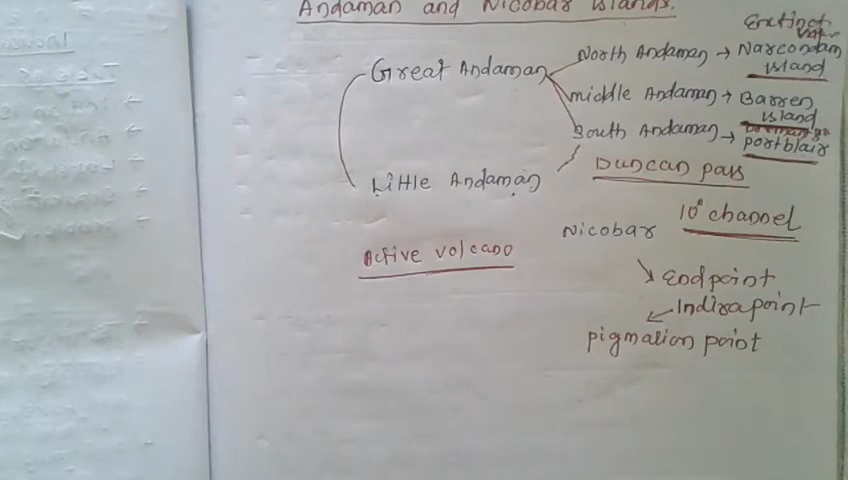 Andaman and Nicobar islands.
Great Andaman
North Andaman → Narcondam island
Extinct
middle Andaman → Barren island
South Andaman → portblair
Duncan pass
Little Andaman
Nicobar
10° channel
Active volcano
Endpoint
Indirapoint
pigmalion point